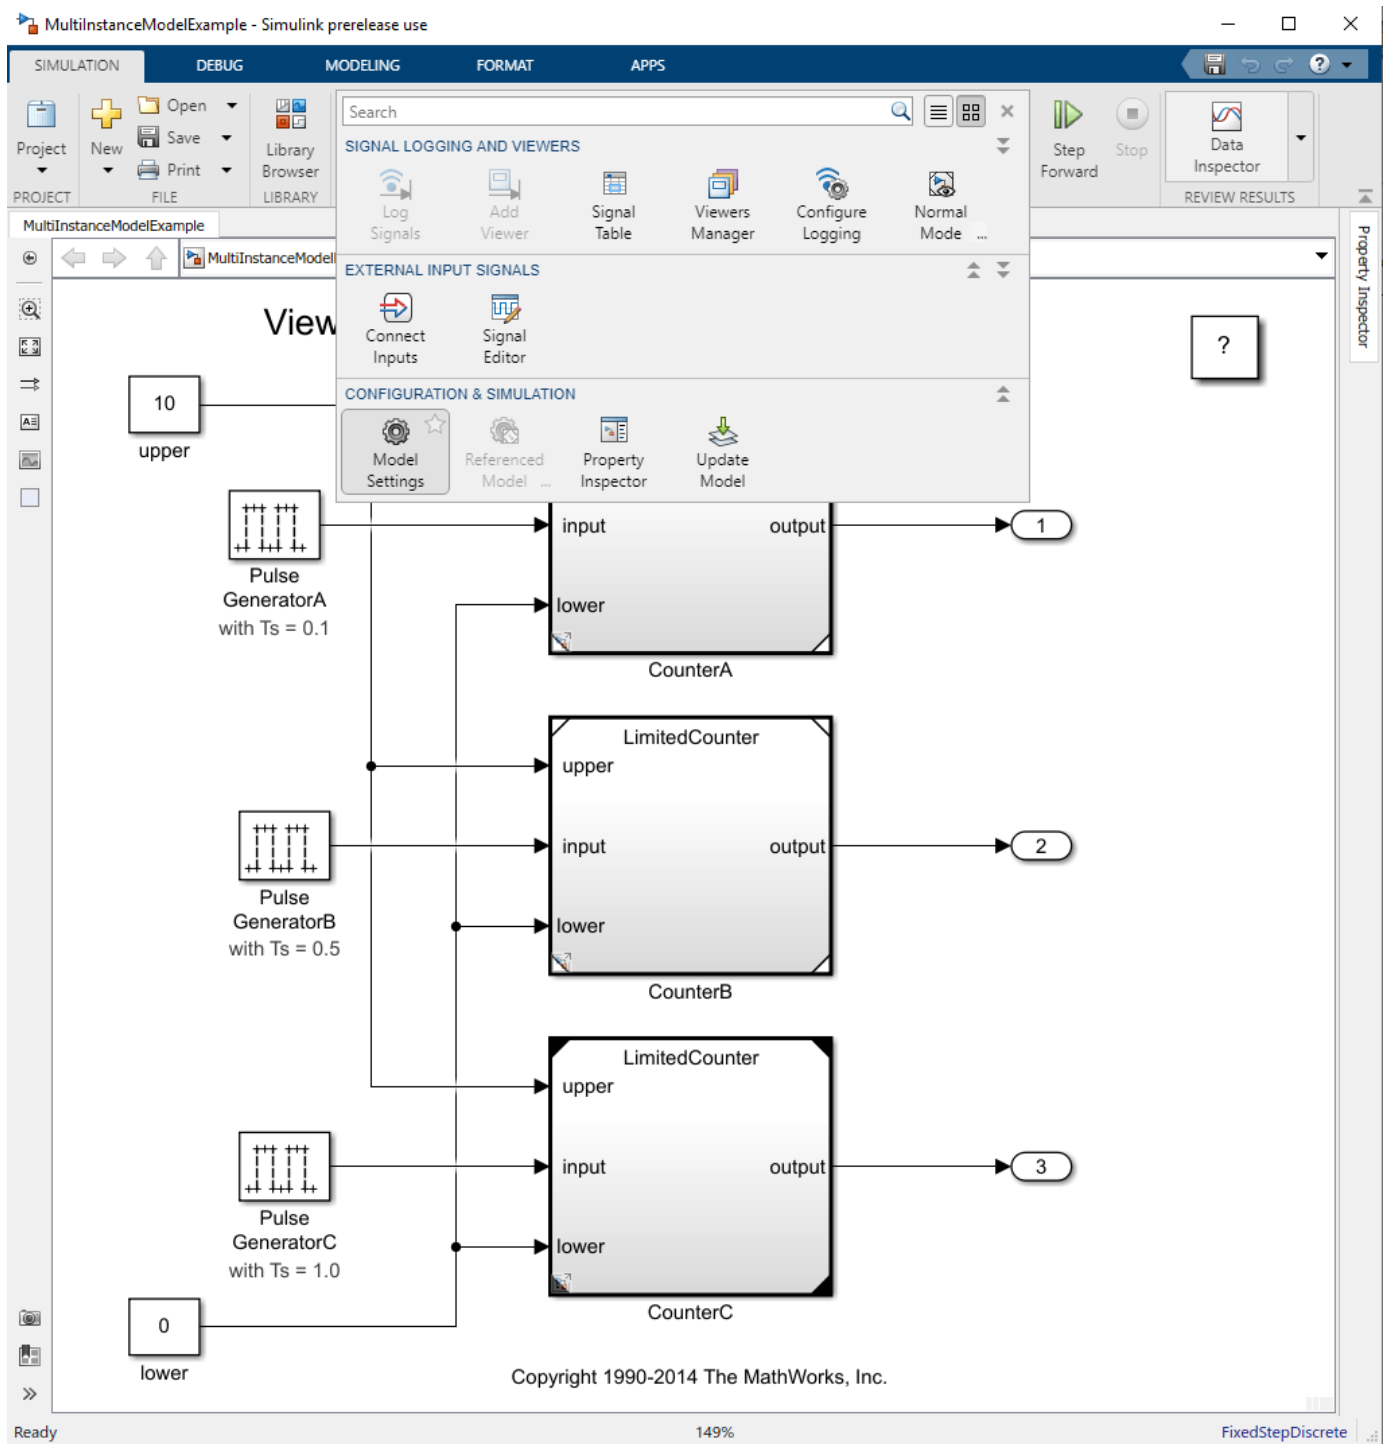 MultiInstanceModelExample - Simulink prerelease use
SIMULATION
DEBUG
MODELING
FORMAT
APPS
Project
New
Open
Save
Print
Library
Browser
PROJECT
FILE
LIBRARY
Search
SIGNAL LOGGING AND VIEWERS
Log
Signals
Add
Viewer
Signal
Table
Viewers
Manager
Configure
Logging
Normal
Mode ...
EXTERNAL INPUT SIGNALS
Connect
Inputs
Signal
Editor
CONFIGURATION & SIMULATION
Model
Settings
Referenced
Model ...
Property
Inspector
Update
Model
Step
Forward
Stop
Data
Inspector
REVIEW RESULTS
MultiInstanceModelExample
MultiInstanceModel
Property Inspector
View
?
10
upper
Pulse
GeneratorA
with Ts = 0.1
input
output
lower
CounterA
1
LimitedCounter
upper
input
output
lower
CounterB
2
Pulse
GeneratorB
with Ts = 0.5
LimitedCounter
upper
input
output
lower
CounterC
3
Pulse
GeneratorC
with Ts = 1.0
0
lower
Copyright 1990-2014 The MathWorks, Inc.
Ready
149%
FixedStepDiscrete